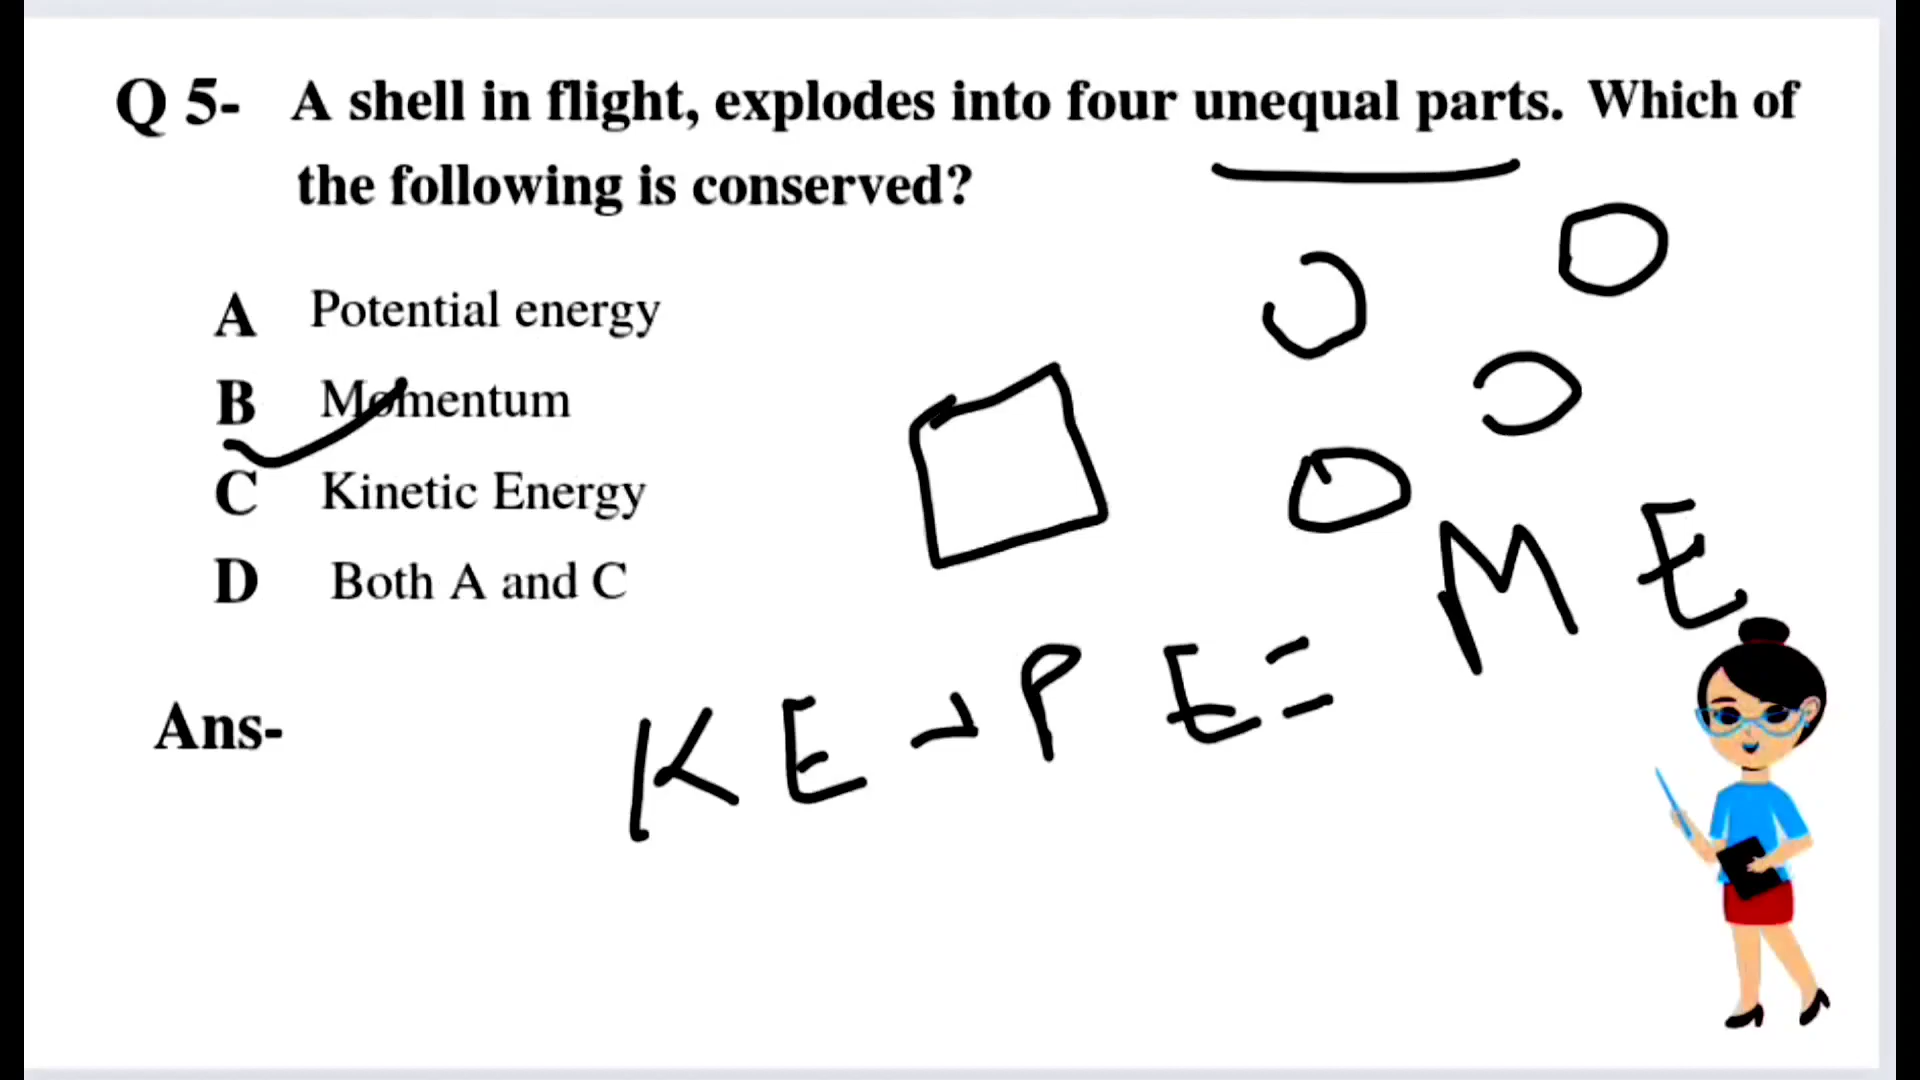 Q 5- A shell in flight, explodes into four unequal parts. Which of
the following is conserved?
A Potential energy
B Momentum
C Kinetic Energy
D Both A and C
Ans-
KE + PE = ME